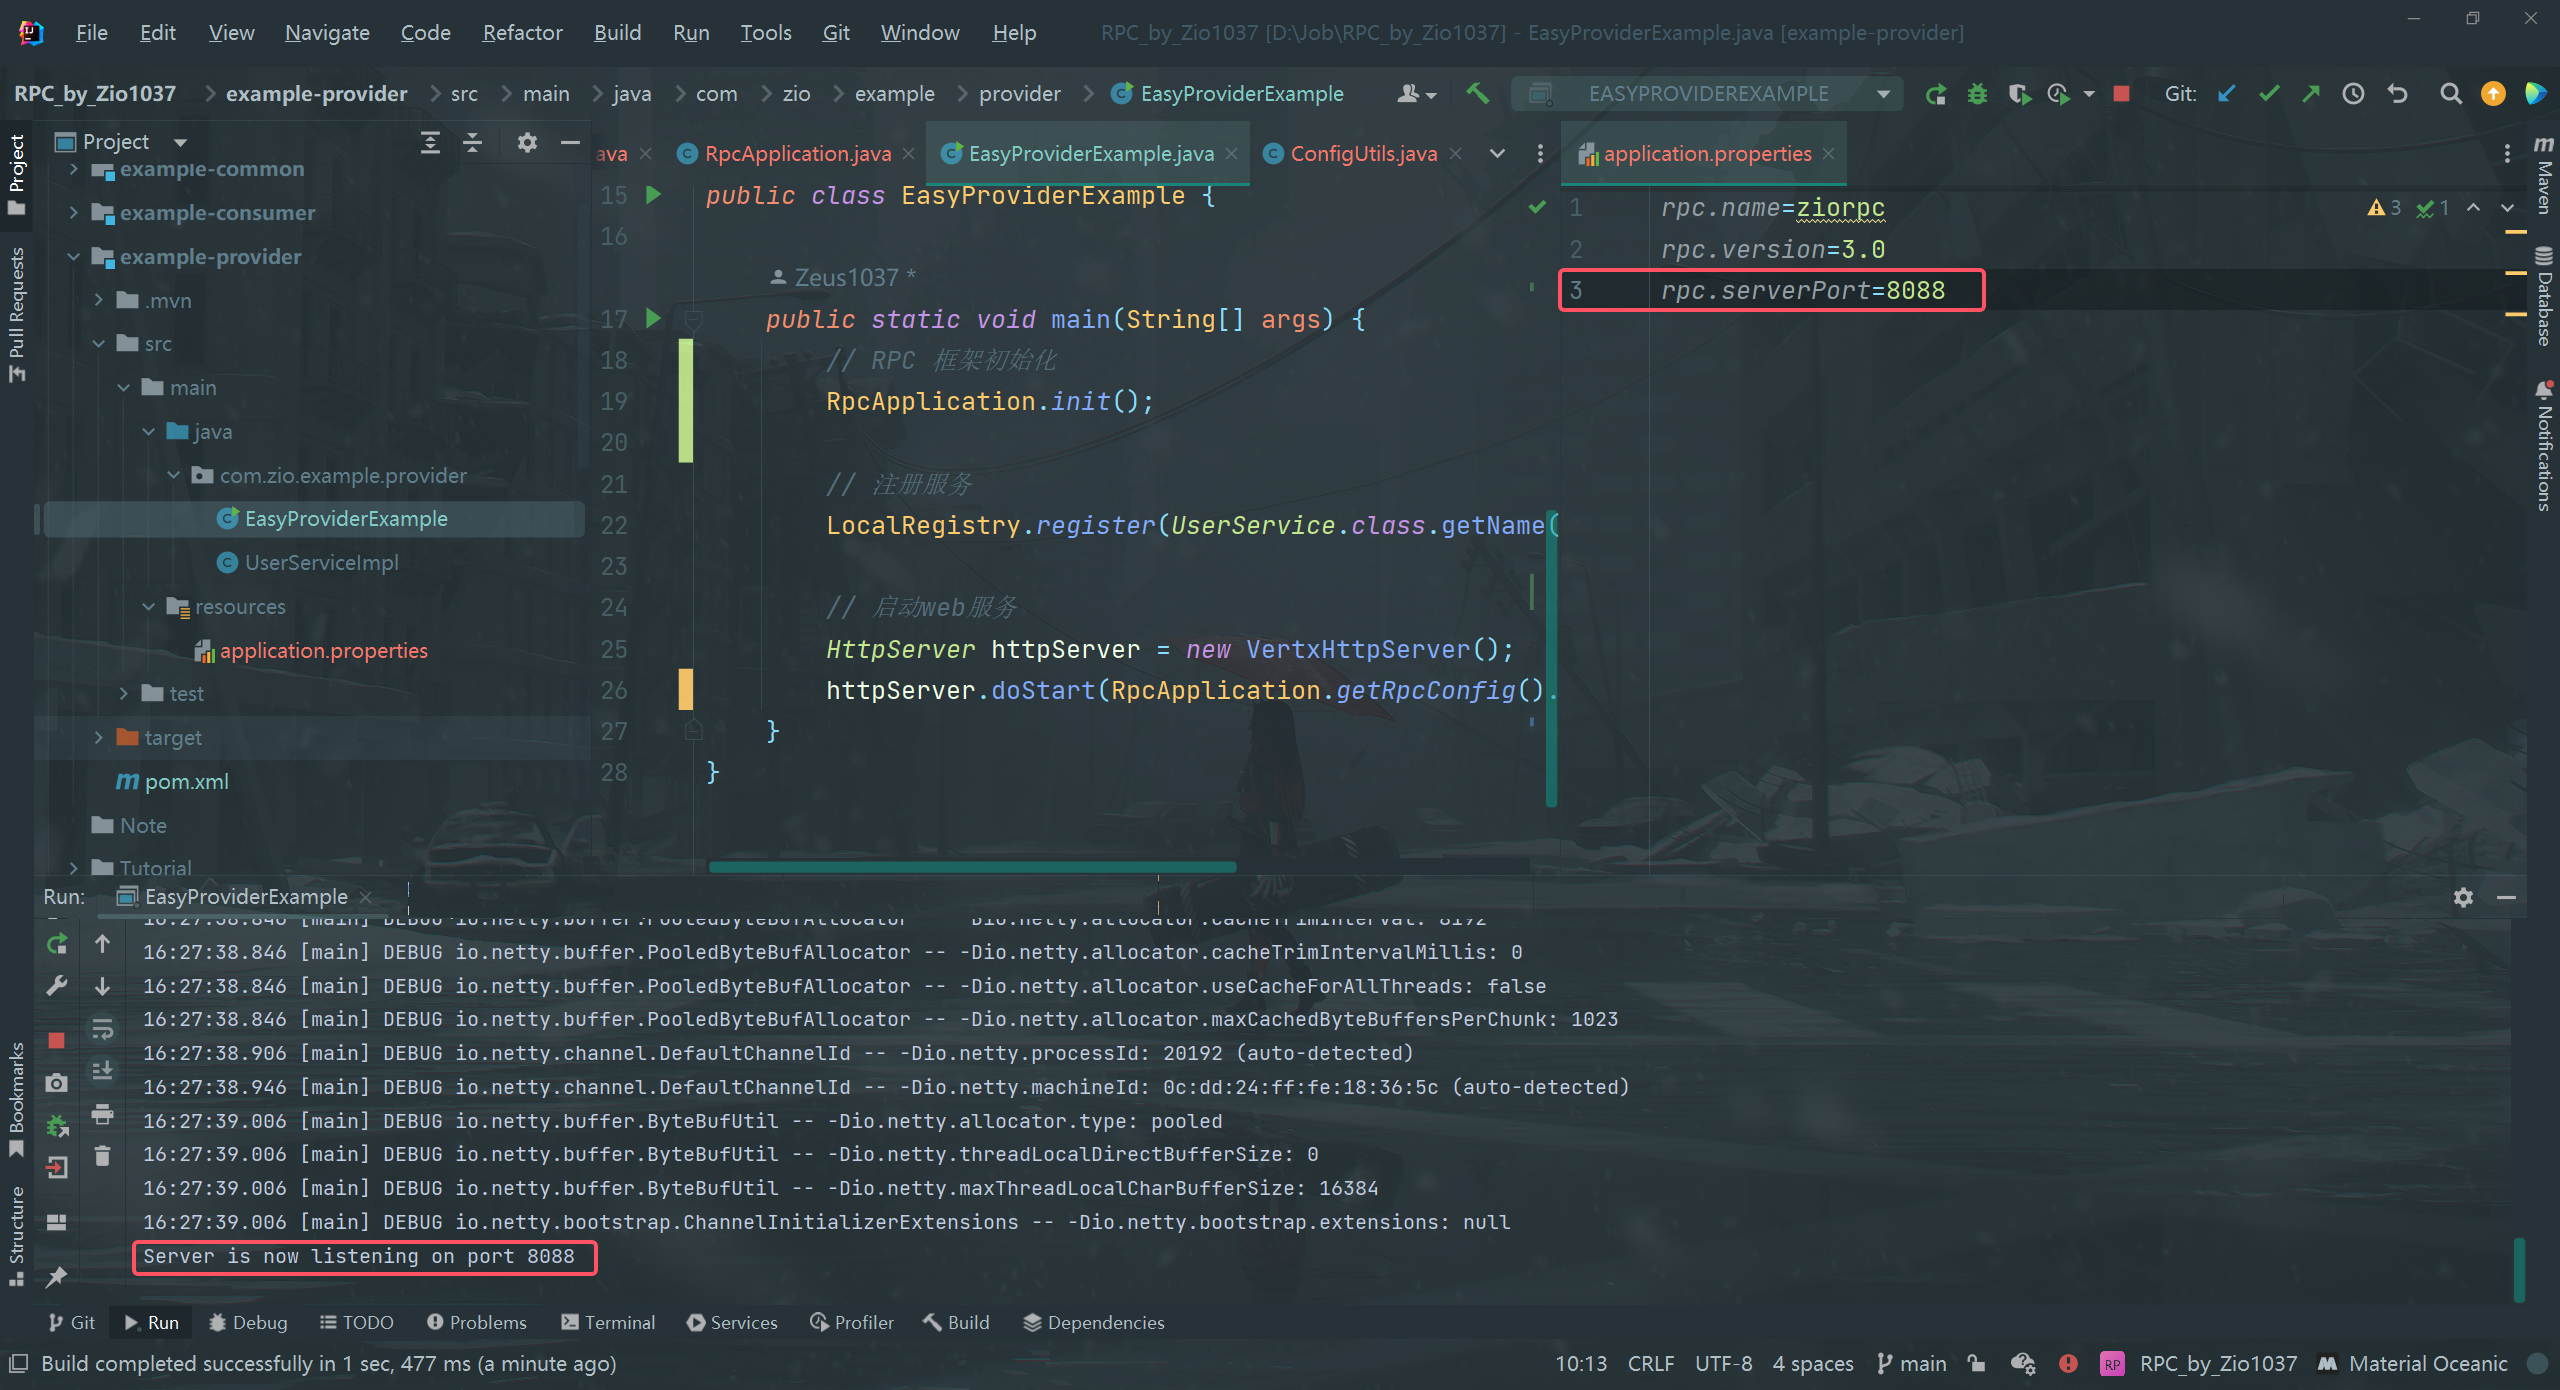 File Edit View Navigate Code Refactor Build Run Tools Git Window Help RPC_by_Zio1037 [D:\Job\RPC_by_Zio1037] - EasyProviderExample.java [example-provider]
RPC_by_Zio1037 example-provider src main java com zio example provider EasyProviderExample EASYPROVIDEREXAMPLE Git:
Project
ava RpcApplication.java EasyProviderExample.java ConfigUtils.java application.properties
Project
Pull Requests
Bookmarks
Structure
example-common
example-consumer
example-provider
.mvn
src
main
java
com.zio.example.provider
EasyProviderExample
UserServiceImpl
resources
application.properties
test
target
pom.xml
Note
Tutorial
15 public class EasyProviderExample {
16
Zeus1037 *
17 public static void main(String[] args) {
18 // RPC 框架初始化
19 RpcApplication.init();
20
21 // 注册服务
22 LocalRegistry.register(UserService.class.getName(
23
24 // 启动web服务
25 HttpServer httpServer = new VertxHttpServer();
26 httpServer.doStart(RpcApplication.getRpcConfig().
27 }
28 }
1 rpc.name=ziorpc
2 rpc.version=3.0
3 rpc.serverPort=8088
3 1
Maven
Database
Notifications
Run: EasyProviderExample
16:27:38.846 [main] DEBUG io.netty.buffer.PooledByteBufAllocator -- -Dio.netty.allocator.cacheTrimInterval: 8192
16:27:38.846 [main] DEBUG io.netty.buffer.PooledByteBufAllocator -- -Dio.netty.allocator.cacheTrimIntervalMillis: 0
16:27:38.846 [main] DEBUG io.netty.buffer.PooledByteBufAllocator -- -Dio.netty.allocator.useCacheForAllThreads: false
16:27:38.846 [main] DEBUG io.netty.buffer.PooledByteBufAllocator -- -Dio.netty.allocator.maxCachedByteBuffersPerChunk: 1023
16:27:38.906 [main] DEBUG io.netty.channel.DefaultChannelId -- -Dio.netty.processId: 20192 (auto-detected)
16:27:38.946 [main] DEBUG io.netty.channel.DefaultChannelId -- -Dio.netty.machineId: 0c:dd:24:ff:fe:18:36:5c (auto-detected)
16:27:39.006 [main] DEBUG io.netty.buffer.ByteBufUtil -- -Dio.netty.allocator.type: pooled
16:27:39.006 [main] DEBUG io.netty.buffer.ByteBufUtil -- -Dio.netty.threadLocalDirectBufferSize: 0
16:27:39.006 [main] DEBUG io.netty.buffer.ByteBufUtil -- -Dio.netty.maxThreadLocalCharBufferSize: 16384
16:27:39.006 [main] DEBUG io.netty.bootstrap.ChannelInitializerExtensions -- -Dio.netty.bootstrap.extensions: null
Server is now listening on port 8088
Git Run Debug TODO Problems Terminal Services Profiler Build Dependencies
Build completed successfully in 1 sec, 477 ms (a minute ago) 10:13 CRLF UTF-8 4 spaces main RP RPC_by_Zio1037 Material Oceanic